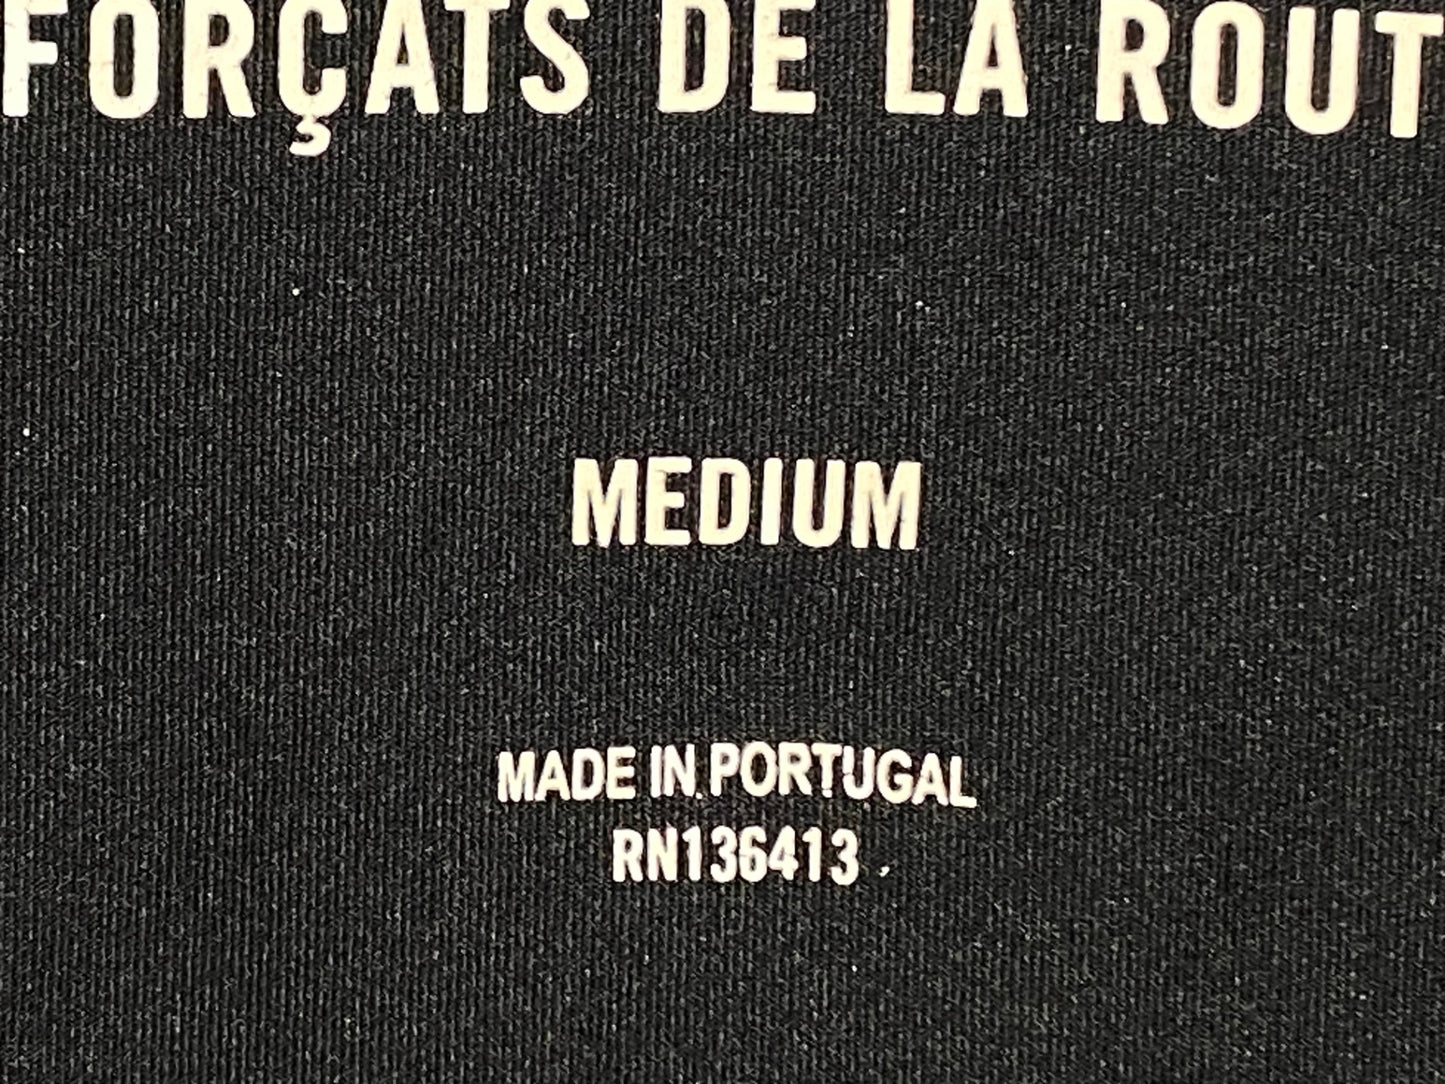 FORÇATS DE LA ROUT
MEDIUM
MADE IN PORTUGAL
RN136413